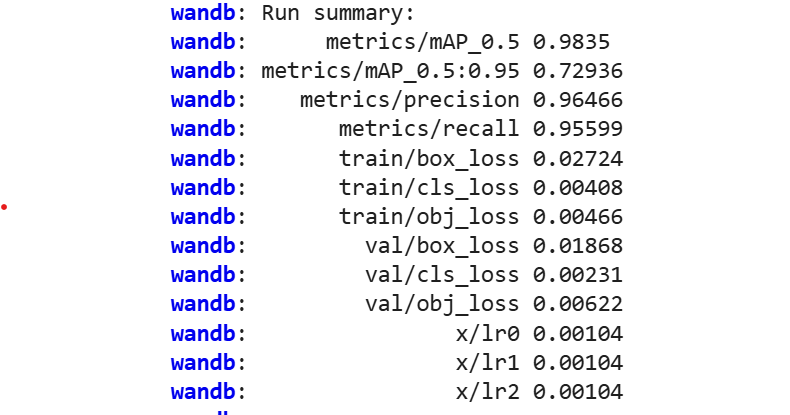 wandb: Run summary:
wandb: metrics/mAP_0.5 0.9835
wandb: metrics/mAP_0.5:0.95 0.72936
wandb: metrics/precision 0.96466
wandb: metrics/recall 0.95599
wandb: train/box_loss 0.02724
wandb: train/cls_loss 0.00408
wandb: train/obj_loss 0.00466
wandb: val/box_loss 0.01868
wandb: val/cls_loss 0.00231
wandb: val/obj_loss 0.00622
wandb: x/lr0 0.00104
wandb: x/lr1 0.00104
wandb: x/lr2 0.00104